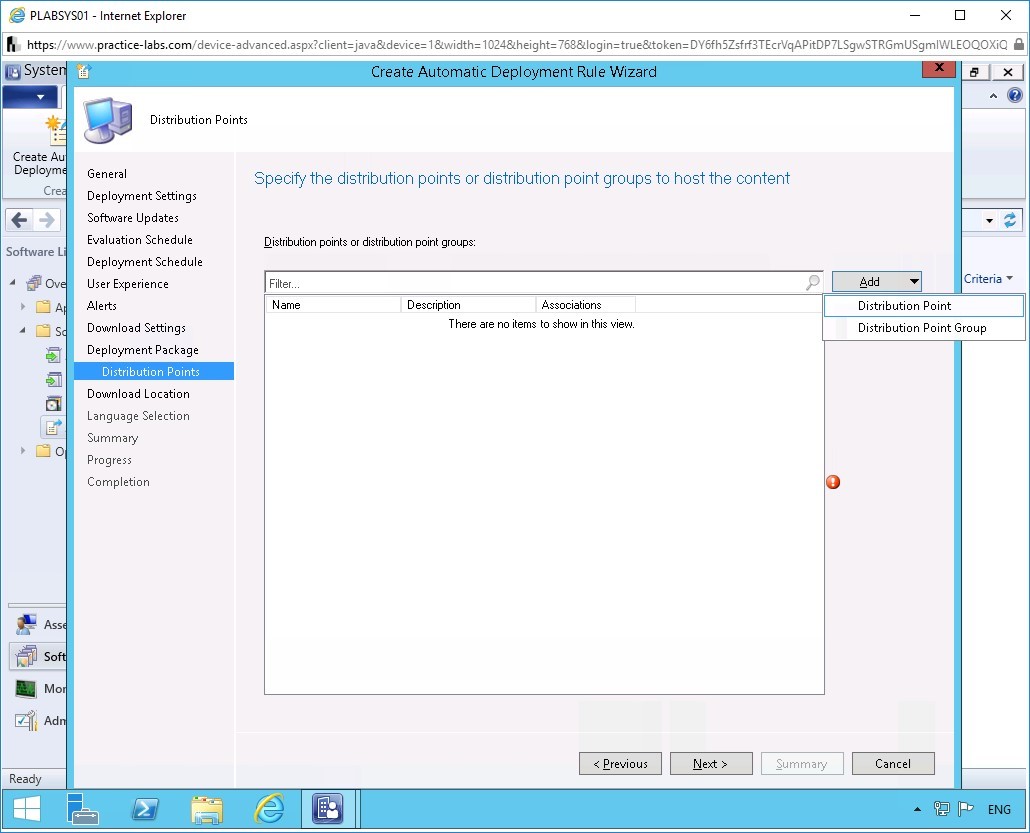 PLABSYS01 - Internet Explorer
https://www.practice-labs.com/device-advanced.aspx?client=java&device=1&width=1024&height=768&login=true&token=DY6fh5Zsfrf3TEcrVqAPitDP7LSgwSTRGmUSgmIWLEOQOXiQ
System
Create Automatic Deployment Rule Wizard
Distribution Points
Create Au
Deployme
Crea
Software Li
Ove
Ap
So
Op
General
Deployment Settings
Software Updates
Evaluation Schedule
Deployment Schedule
User Experience
Alerts
Download Settings
Deployment Package
Distribution Points
Download Location
Language Selection
Summary
Progress
Completion
Specify the distribution points or distribution point groups to host the content
Distribution points or distribution point groups:
Filter...
Add
Criteria
Name Description Associations
There are no items to show in this view.
Distribution Point
Distribution Point Group
Asse
Soft
Mon
Adm
< Previous Next > Summary Cancel
Ready
ENG